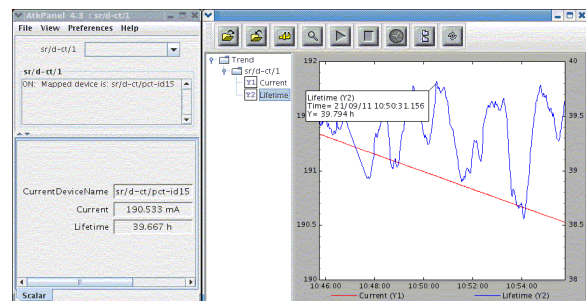 AtkPanel 4.3 : sr/d-ct/1
File View Preferences Help
sr/d-ct/1
sr/d-ct/1
ON: Mapped device is: sr/d-ct/pct-id15
CurrentDeviceName sr/d-ct/pct-id15
Current 190.533 mA
Lifetime 39.667 h
Scalar
Trend
sr/d-ct/1
Y1 Current
Y2 Lifetime
192
191.
191
190.5
190
40
39.5
39
38.5
38
Lifetime (Y2)
Time= 21/09/11 10:50:31.156
Y= 39.794 h
10:46:00 10:48:00 10:50:00 10:52:00 10:54:00
Current (Y1) Lifetime (Y2)